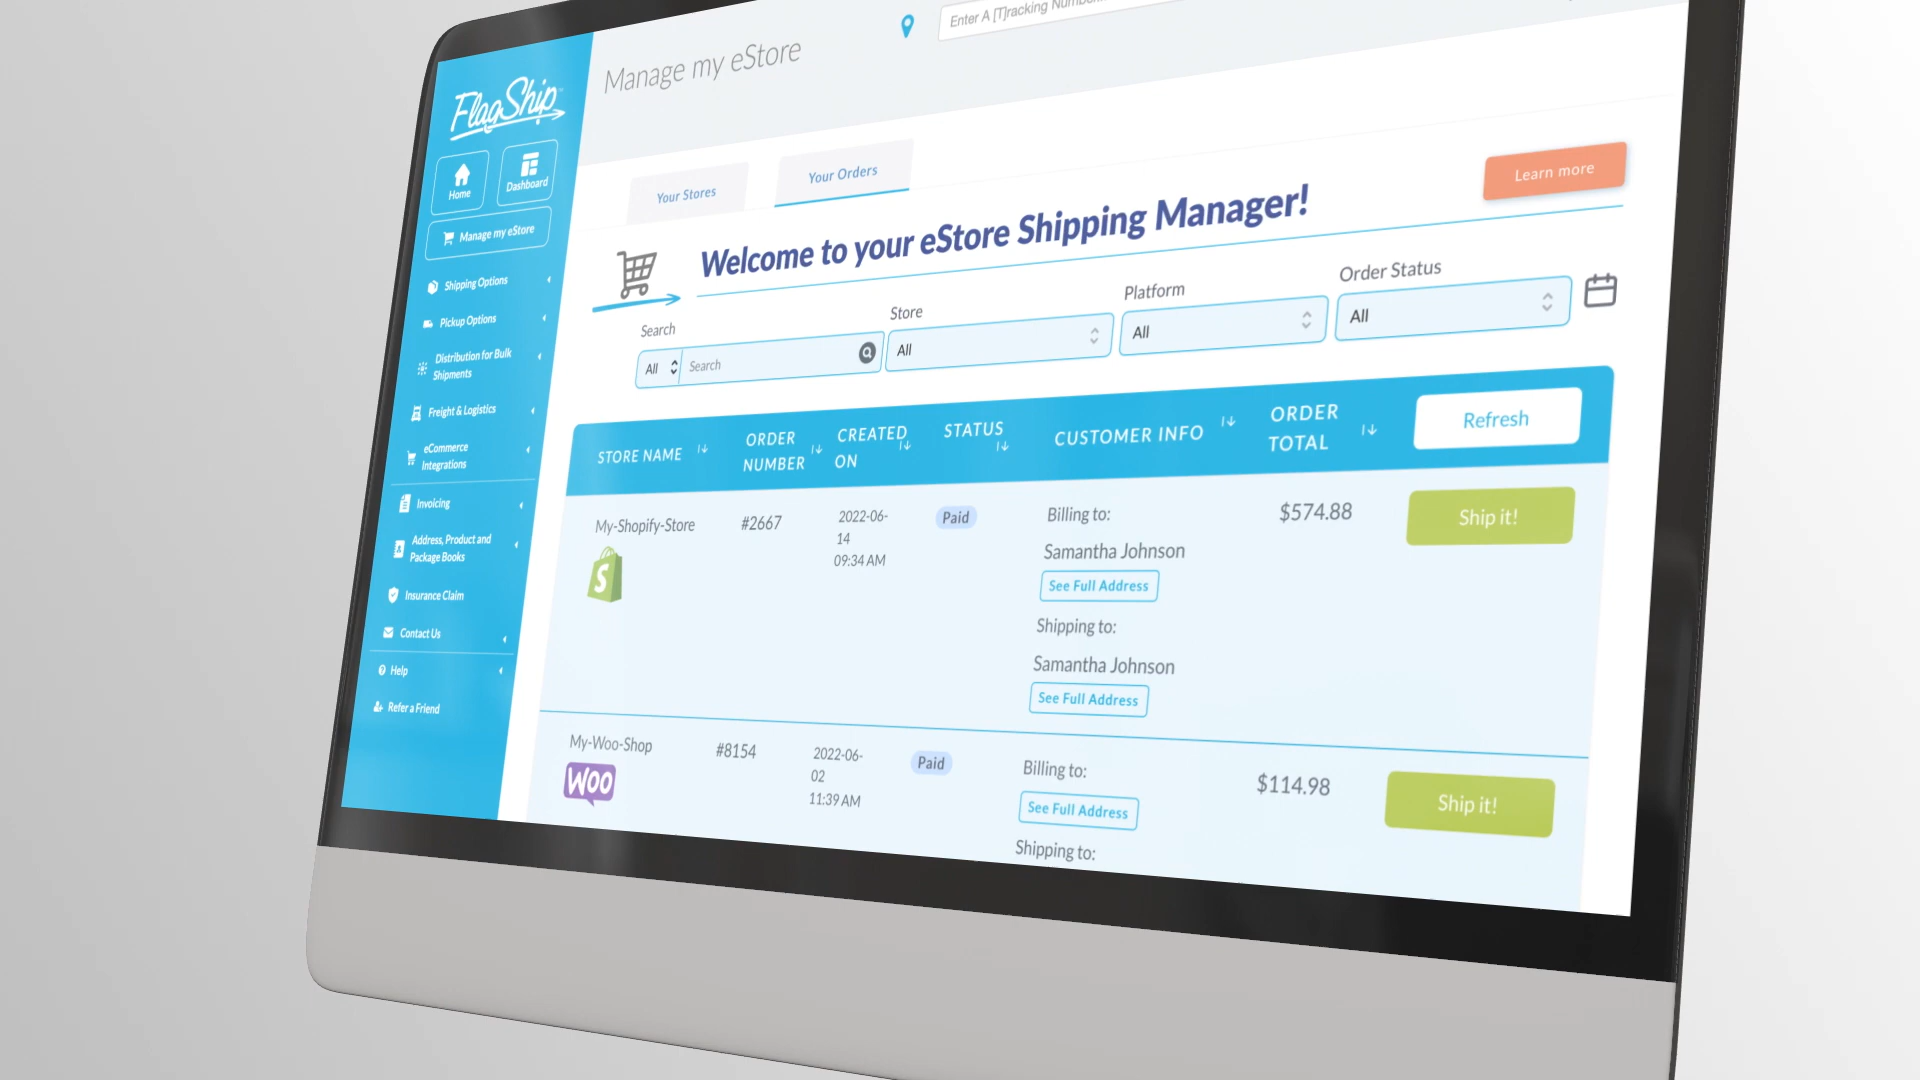 FlagShip
Home
Dashboard
Manage my eStore
Shipping Options
Pickup Options
Distribution for Bulk
Shipments
Freight & Logistics
eCommerce
Integrations
Invoicing
Address, Product and
Package Books
Insurance Claim
Contact Us
Help
Refer a Friend
Manage my eStore
Enter A [T]racking
Your Stores
Your Orders
Learn more
Welcome to your eStore Shipping Manager!
Search
All
Search
Store
All
Platform
All
Order Status
All
STORE NAME
ORDER
NUMBER
CREATED
ON
STATUS
CUSTOMER INFO
ORDER
TOTAL
Refresh
My-Shopify-Store
S
#2667
2022-06-
14
09:34 AM
Paid
Billing to:
Samantha Johnson
See Full Address
Shipping to:
Samantha Johnson
See Full Address
$574.88
Ship it!
My-Woo-Shop
WOO
#8154
2022-06-
02
11:39 AM
Paid
Billing to:
See Full Address
Shipping to:
$114.98
Ship it!